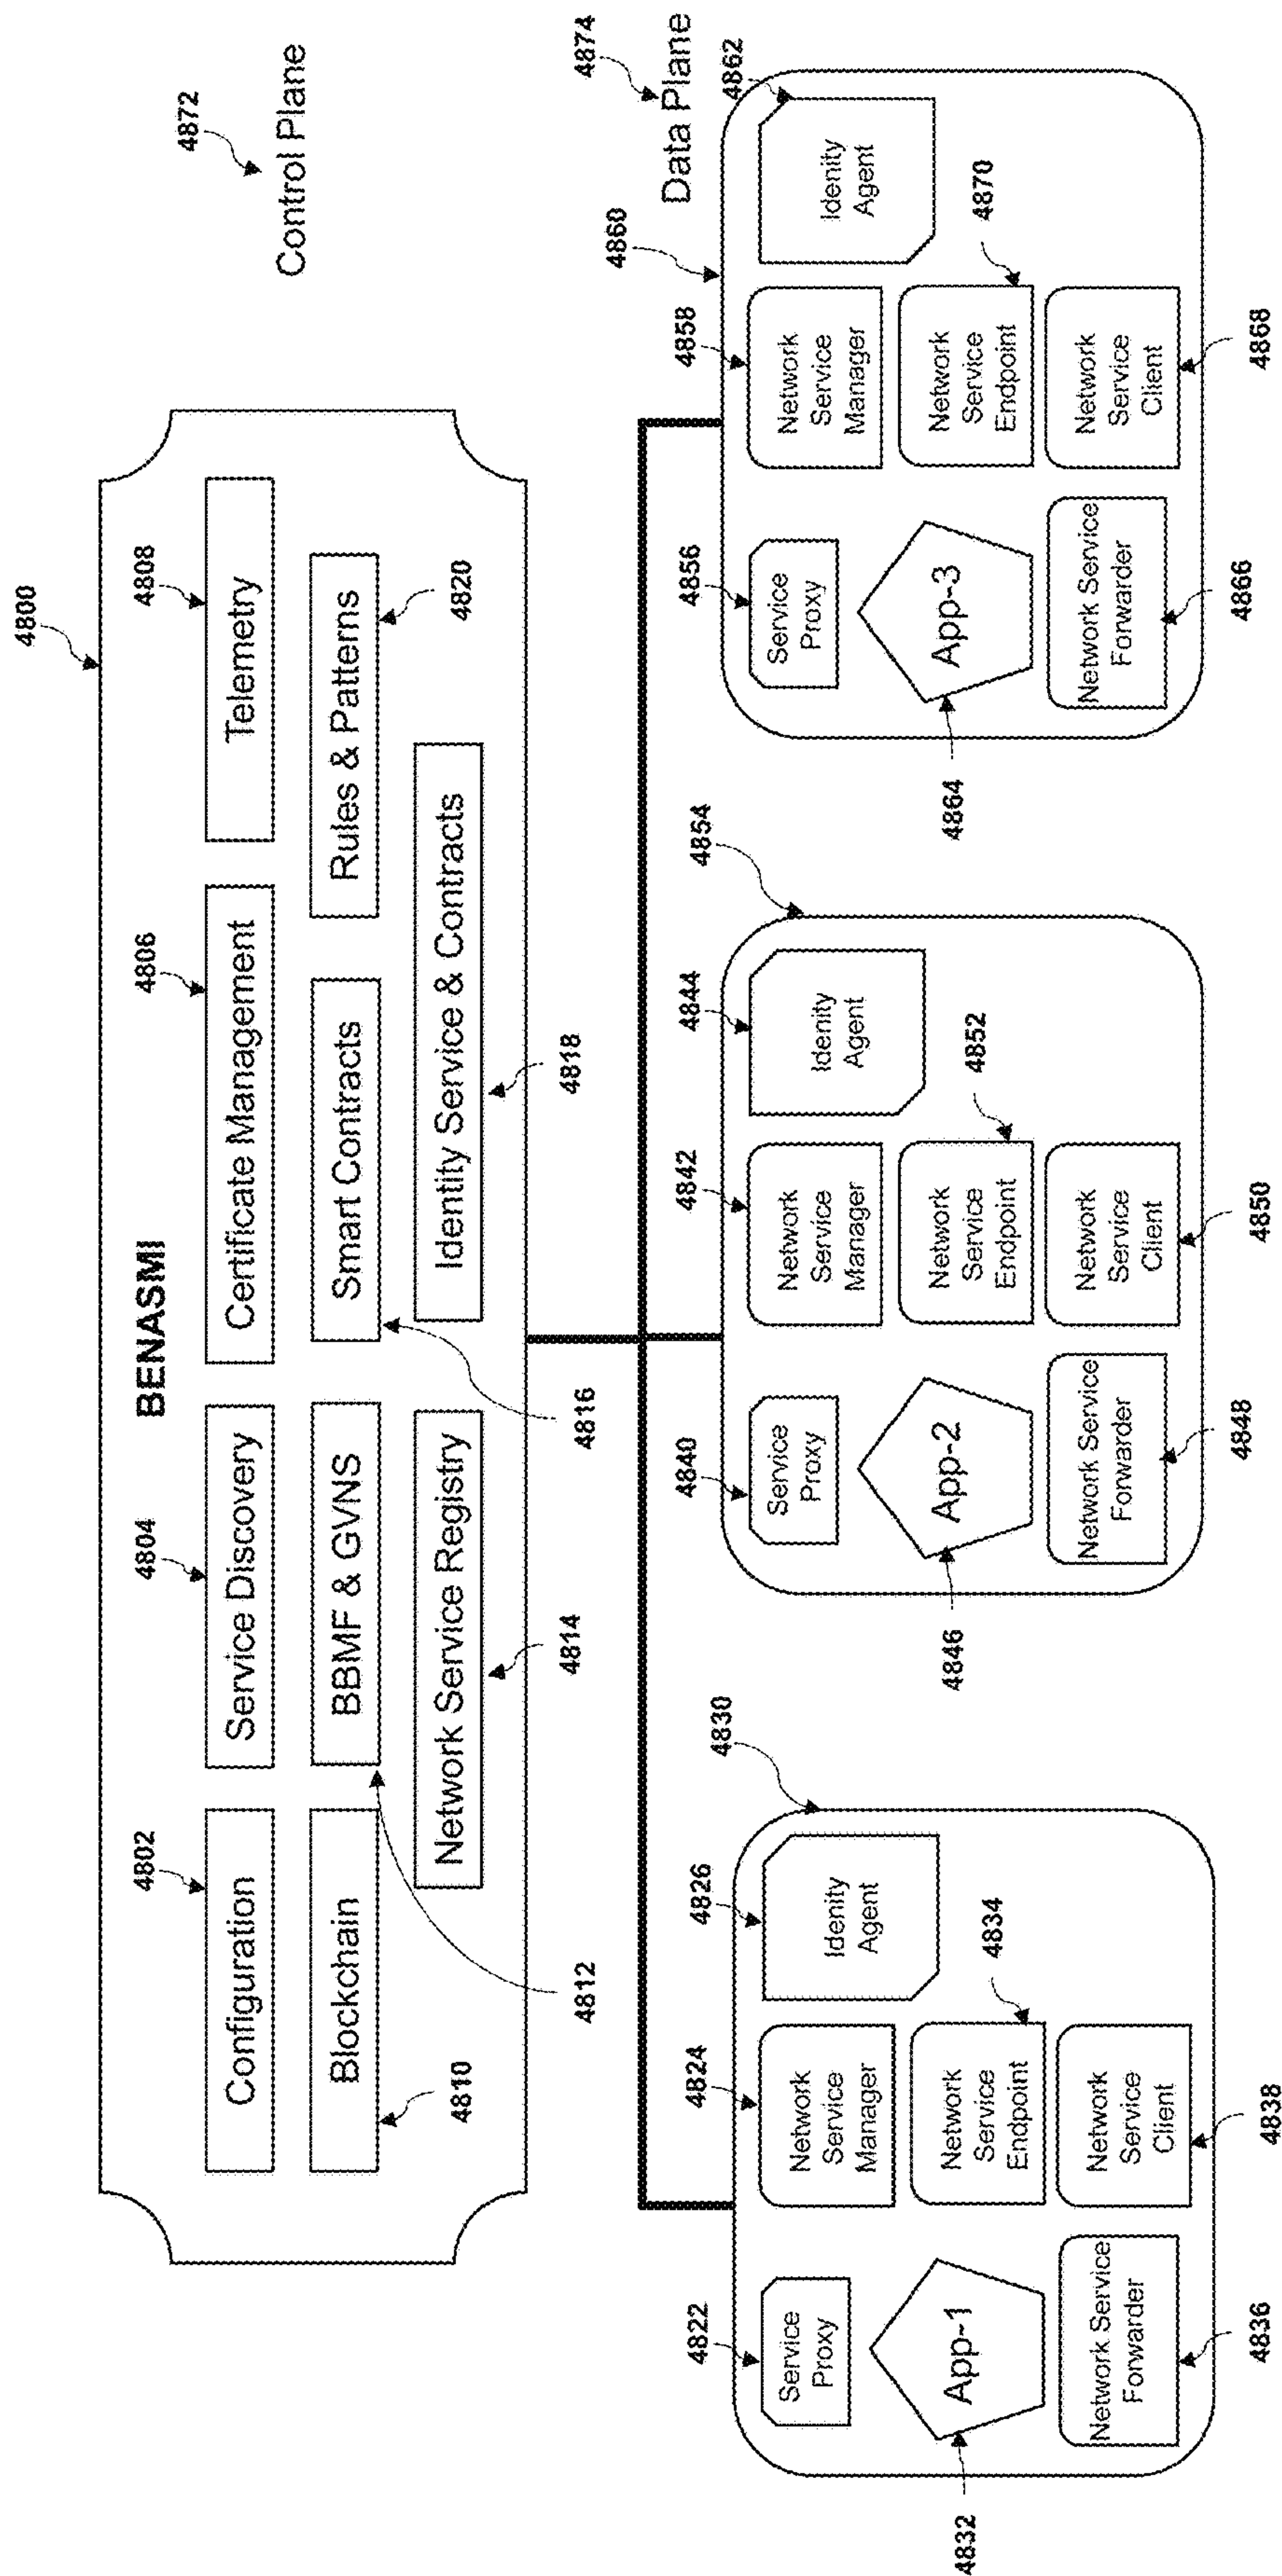 4800
4872
Control Plane
BENASMI
4802
4804
4806
4808
Configuration
Service Discovery
Certificate Management
Telemetry
Blockchain
BBMF & GVNS
Smart Contracts
Rules & Patterns
4820
Network Service Registry
Identity Service & Contracts
4810
4812
4814
4816
4818
4874
Data Plane
4830
4822
4824
4826
Service
Proxy
Network
Service
Manager
Idenity
Agent
App-1
Network
Service
Endpoint
4834
Network Service
Forwarder
Network
Service
Client
4832
4836
4838
4854
4840
4842
4844
Service
Proxy
Network
Service
Manager
Idenity
Agent
App-2
Network
Service
Endpoint
4852
Network Service
Forwarder
Network
Service
Client
4846
4848
4850
4860
4856
4858
4862
Service
Proxy
Network
Service
Manager
Idenity
Agent
App-3
Network
Service
Endpoint
4870
Network Service
Forwarder
Network
Service
Client
4864
4866
4868